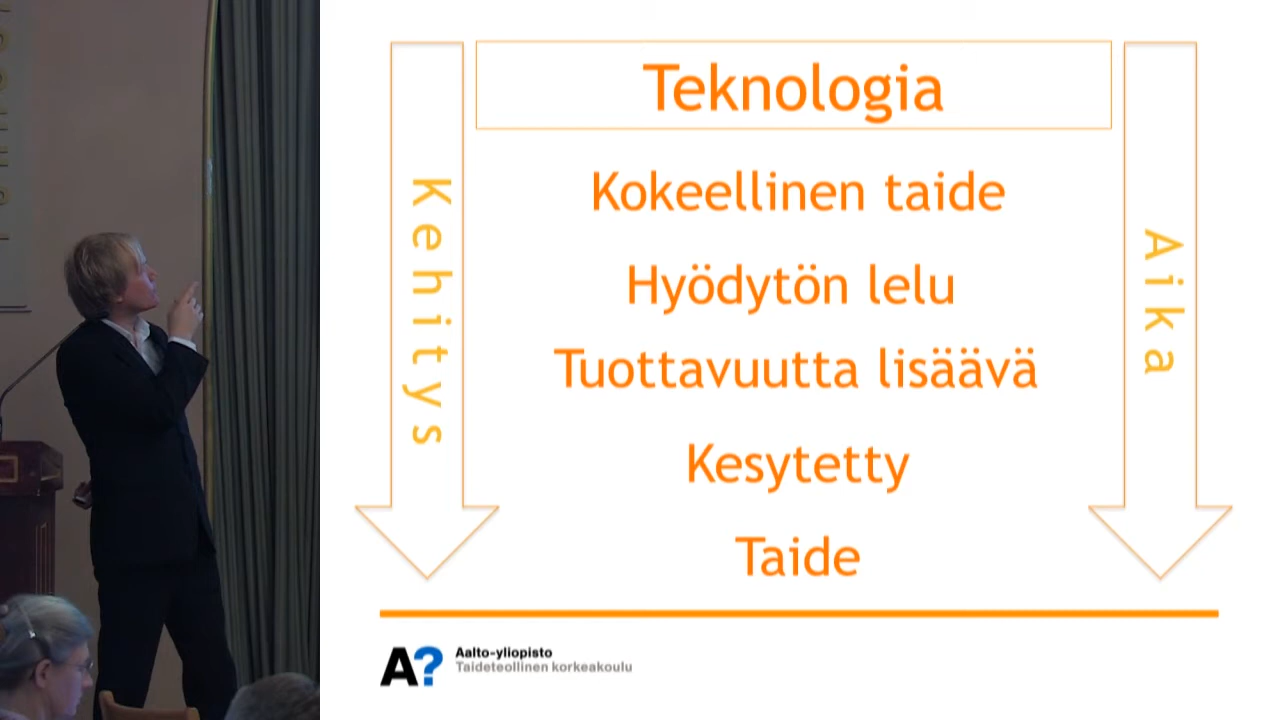 Teknologia
Kehitys
Kokeellinen taide
Aika
Hyödytön lelu
Tuottavuutta lisäävä
Kesytetty
Taide
A?
Aalto-yliopisto
Taideteollinen korkeakoulu